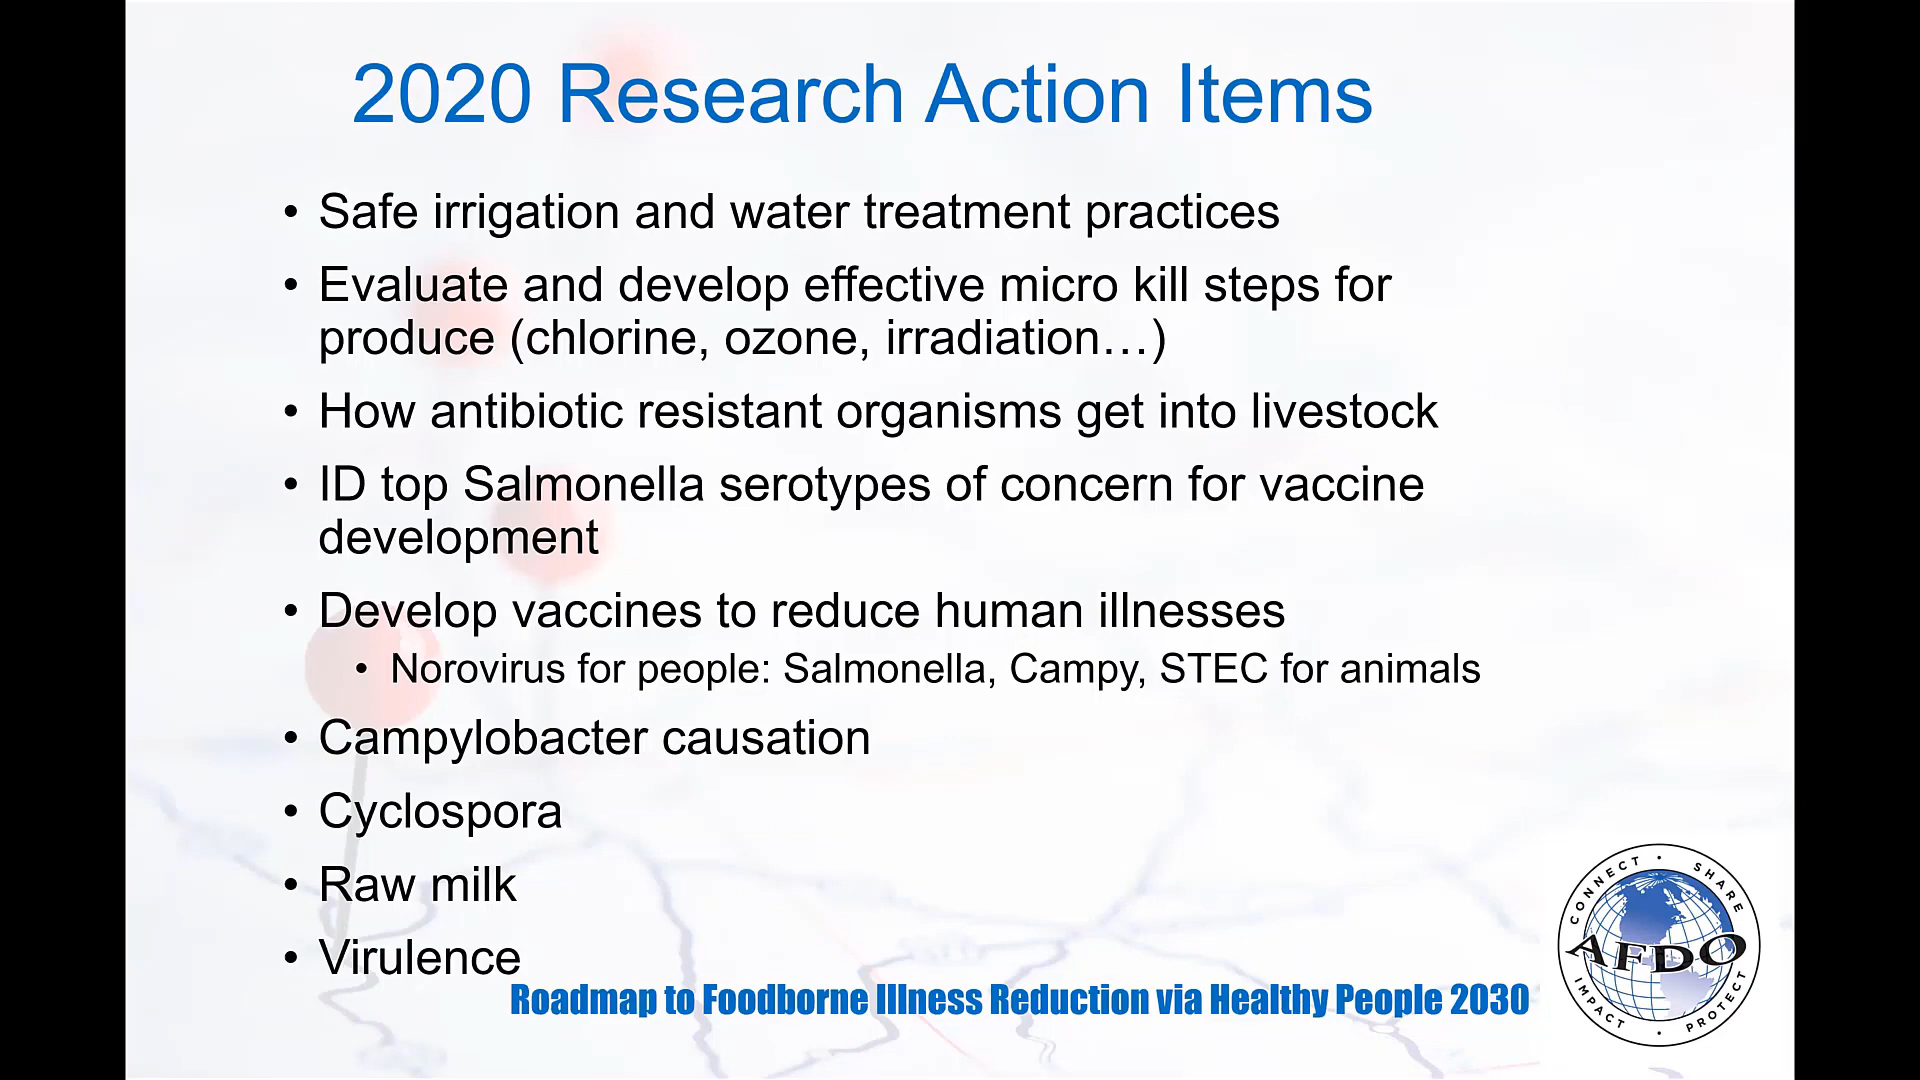 2020 Research Action Items
• Safe irrigation and water treatment practices
• Evaluate and develop effective micro kill steps for
produce (chlorine, ozone, irradiation…)
• How antibiotic resistant organisms get into livestock
• ID top Salmonella serotypes of concern for vaccine
development
• Develop vaccines to reduce human illnesses
• Norovirus for people: Salmonella, Campy, STEC for animals
• Campylobacter causation
• Cyclospora
• Raw milk
• Virulence
Roadmap to Foodborne Illness Reduction via Healthy People 2030
CONNECT • SHARE
AFDO
IMPACT • PROTECT